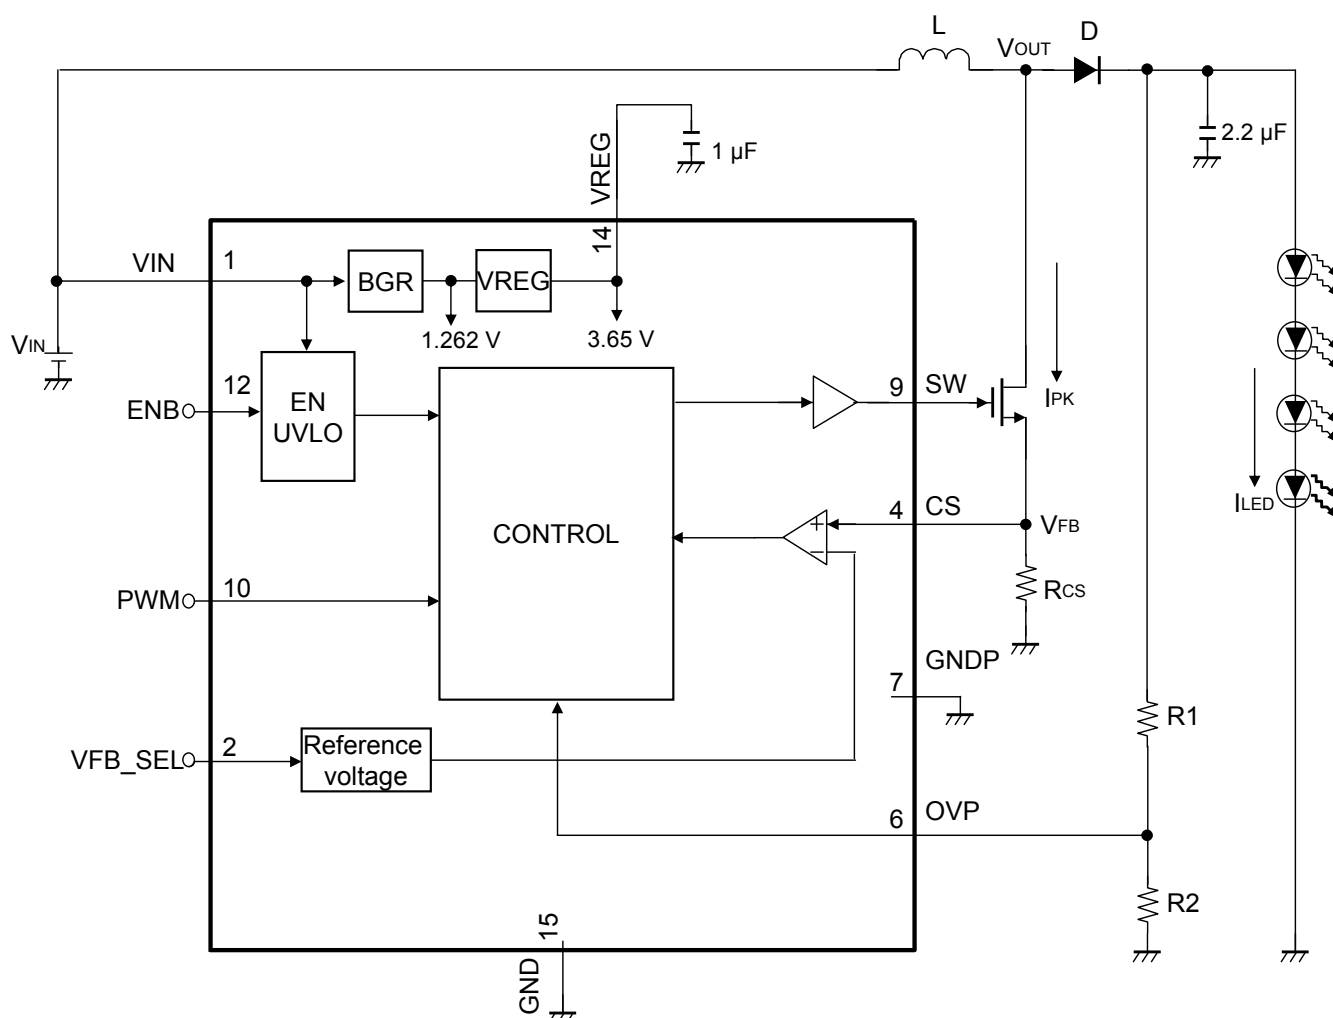 L
D
VOUT
2.2 µF
1 µF
VREG
14
VIN
1
BGR
VREG
1.262 V
3.65 V
VIN
12
ENB
EN
UVLO
9
SW
IPK
CONTROL
4
CS
+
−
VFB
ILED
RCS
PWM
10
GNDP
7
R1
VFB_SEL
2
Reference
voltage
6
OVP
R2
15
GND